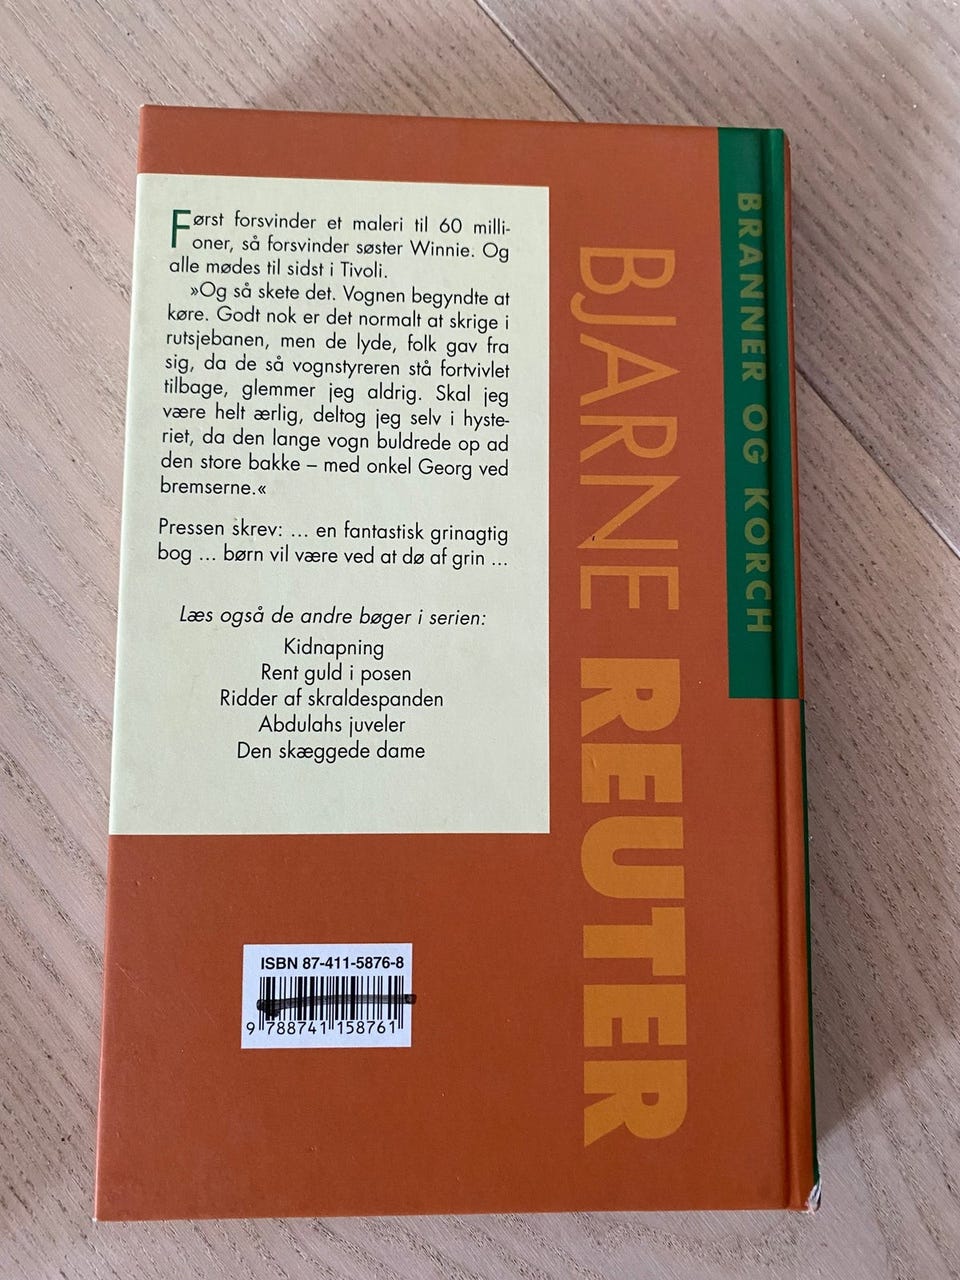 Først forsvinder et maleri til 60 milli-
oner, så forsvinder søster Winnie. Og
alle mødes til sidst i Tivoli.
»Og så skete det. Vognen begyndte at
køre. Godt nok er det normalt at skrige i
rutsjebanen, men de lyde, folk gav fra
sig, da de så vognstyreren stå fortvivlet
tilbage, glemmer jeg aldrig. Skal jeg
være helt ærlig, deltog jeg selv i hyste-
riet, da den lange vogn buldrede op ad
den store bakke – med onkel Georg ved
bremserne.«
Pressen skrev: ... en fantastisk grinagtig
bog ... børn vil være ved at dø af grin ...
Læs også de andre bøger i serien:
Kidnapning
Rent guld i posen
Ridder af skraldespanden
Abdulahs juveler
Den skæggede dame
BJARNE REUTER
BRANNER OG KORCH
ISBN 87-411-5876-8
9 788741 158761